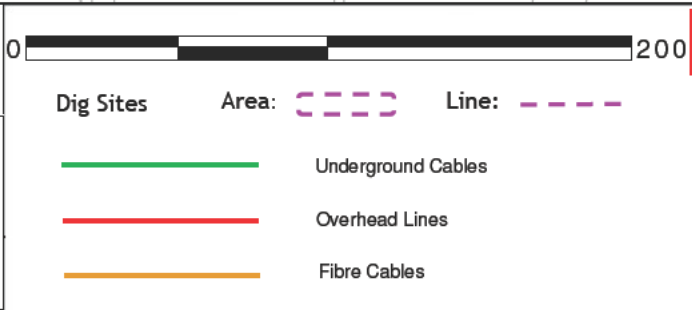 0 200
Dig Sites Area: Line:
Underground Cables
Overhead Lines
Fibre Cables